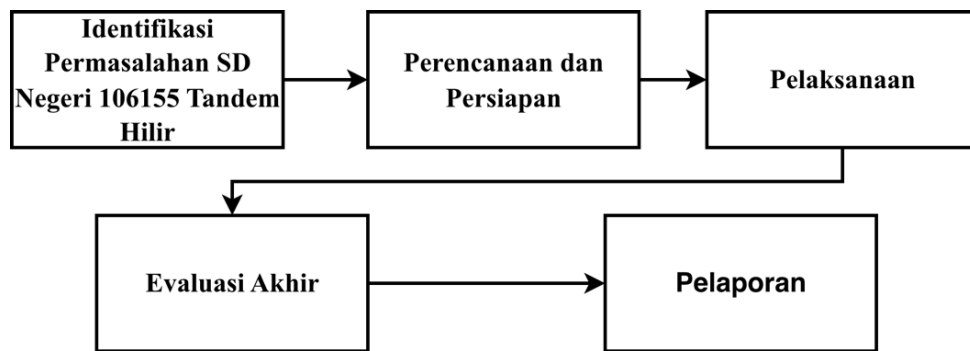 Identifikasi
Permasalahan SD
Negeri 106155 Tandem
Hilir
Perencanaan dan
Persiapan
Pelaksanaan
Evaluasi Akhir
Pelaporan